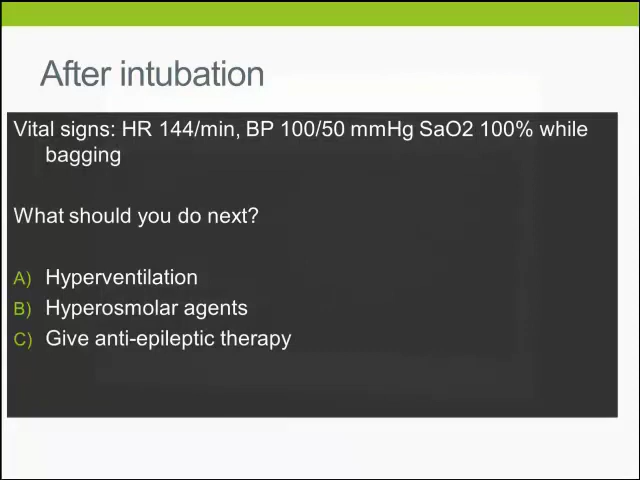 After intubation
Vital signs: HR 144/min, BP 100/50 mmHg SaO2 100% while
bagging
What should you do next?
A) Hyperventilation
B) Hyperosmolar agents
C) Give anti-epileptic therapy